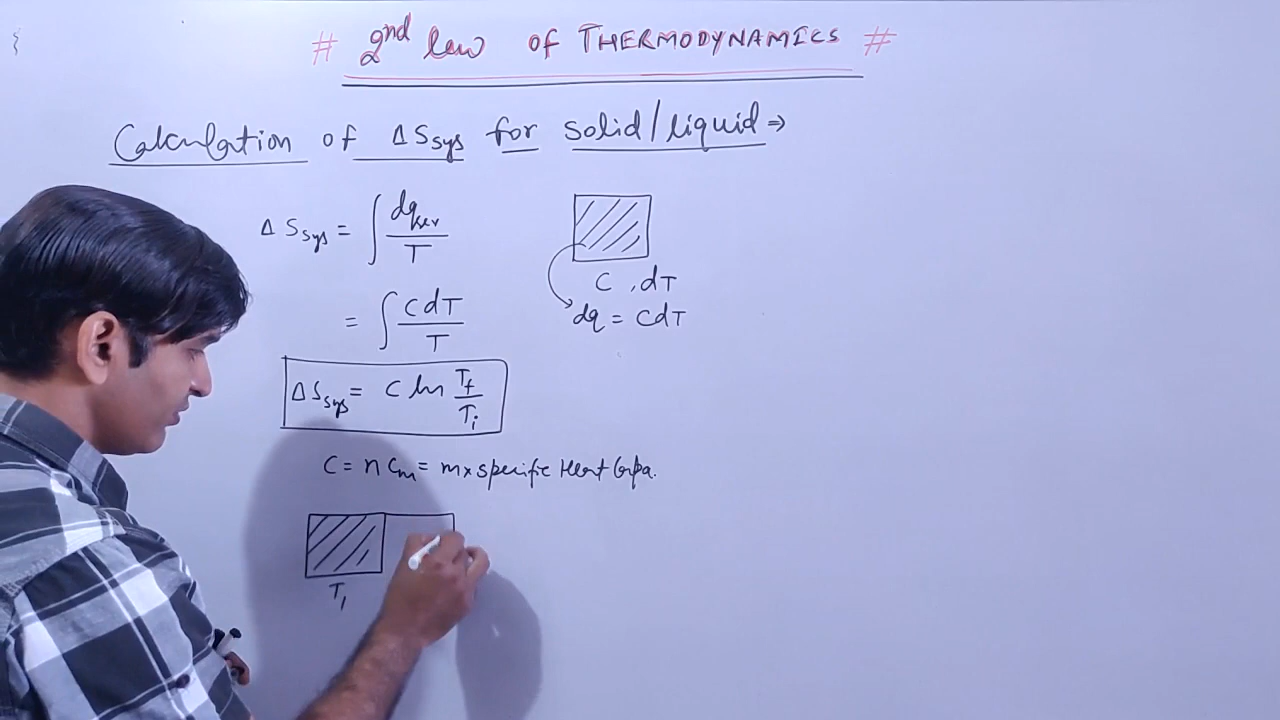 # 2nd law of THERMODYNAMICS #
Calculation of ΔSsys for solid/liquid ⇒
ΔSsys = ∫ dqrev / T
C , dT
dq = CdT
= ∫ CdT / T
ΔSsys = C ln Tf / Ti
C = n Cm = m x specific Heat Capa.
T1